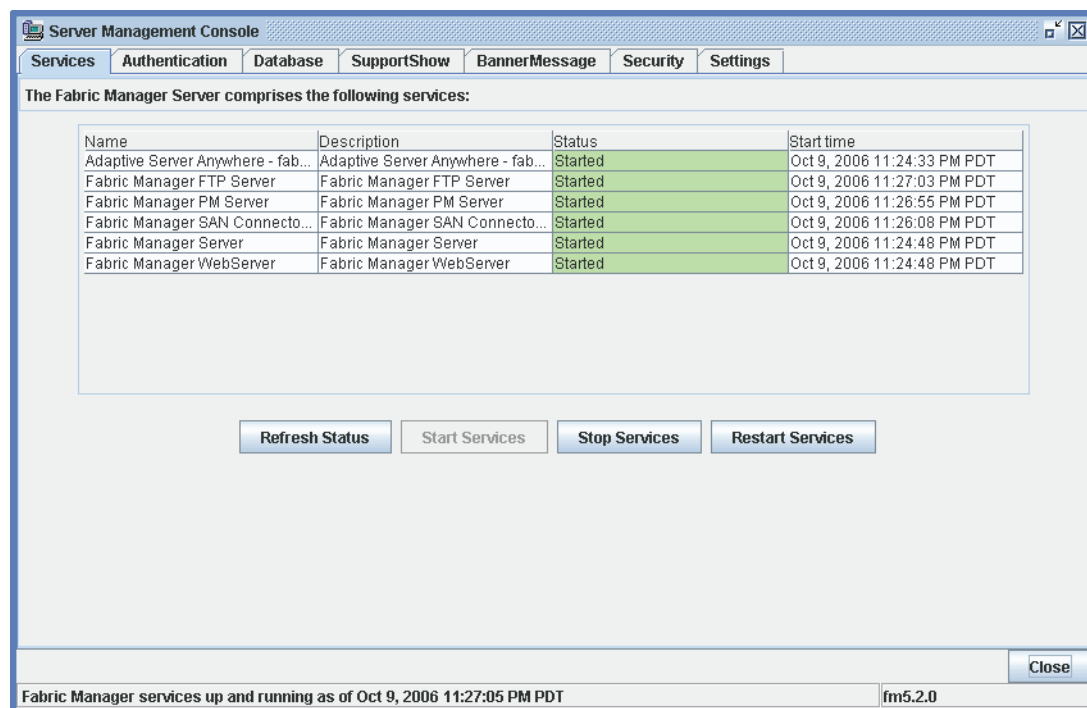 Server Management Console
Services Authentication Database SupportShow BannerMessage Security Settings
The Fabric Manager Server comprises the following services:
Name Description Status Start time
Adaptive Server Anywhere - fab... Adaptive Server Anywhere - fab... Started Oct 9, 2006 11:24:33 PM PDT
Fabric Manager FTP Server Fabric Manager FTP Server Started Oct 9, 2006 11:27:03 PM PDT
Fabric Manager PM Server Fabric Manager PM Server Started Oct 9, 2006 11:26:55 PM PDT
Fabric Manager SAN Connecto... Fabric Manager SAN Connecto... Started Oct 9, 2006 11:26:08 PM PDT
Fabric Manager Server Fabric Manager Server Started Oct 9, 2006 11:24:48 PM PDT
Fabric Manager WebServer Fabric Manager WebServer Started Oct 9, 2006 11:24:48 PM PDT
Refresh Status Start Services Stop Services Restart Services
Close
Fabric Manager services up and running as of Oct 9, 2006 11:27:05 PM PDT fm5.2.0